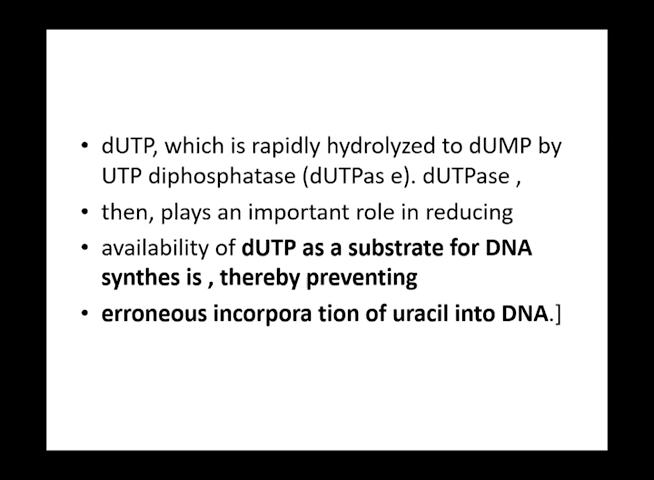 • dUTP, which is rapidly hydrolyzed to dUMP by
UTP diphosphatase (dUTPas e). dUTPase ,
• then, plays an important role in reducing
• availability of dUTP as a substrate for DNA
synthes is , thereby preventing
• erroneous incorpora tion of uracil into DNA.]